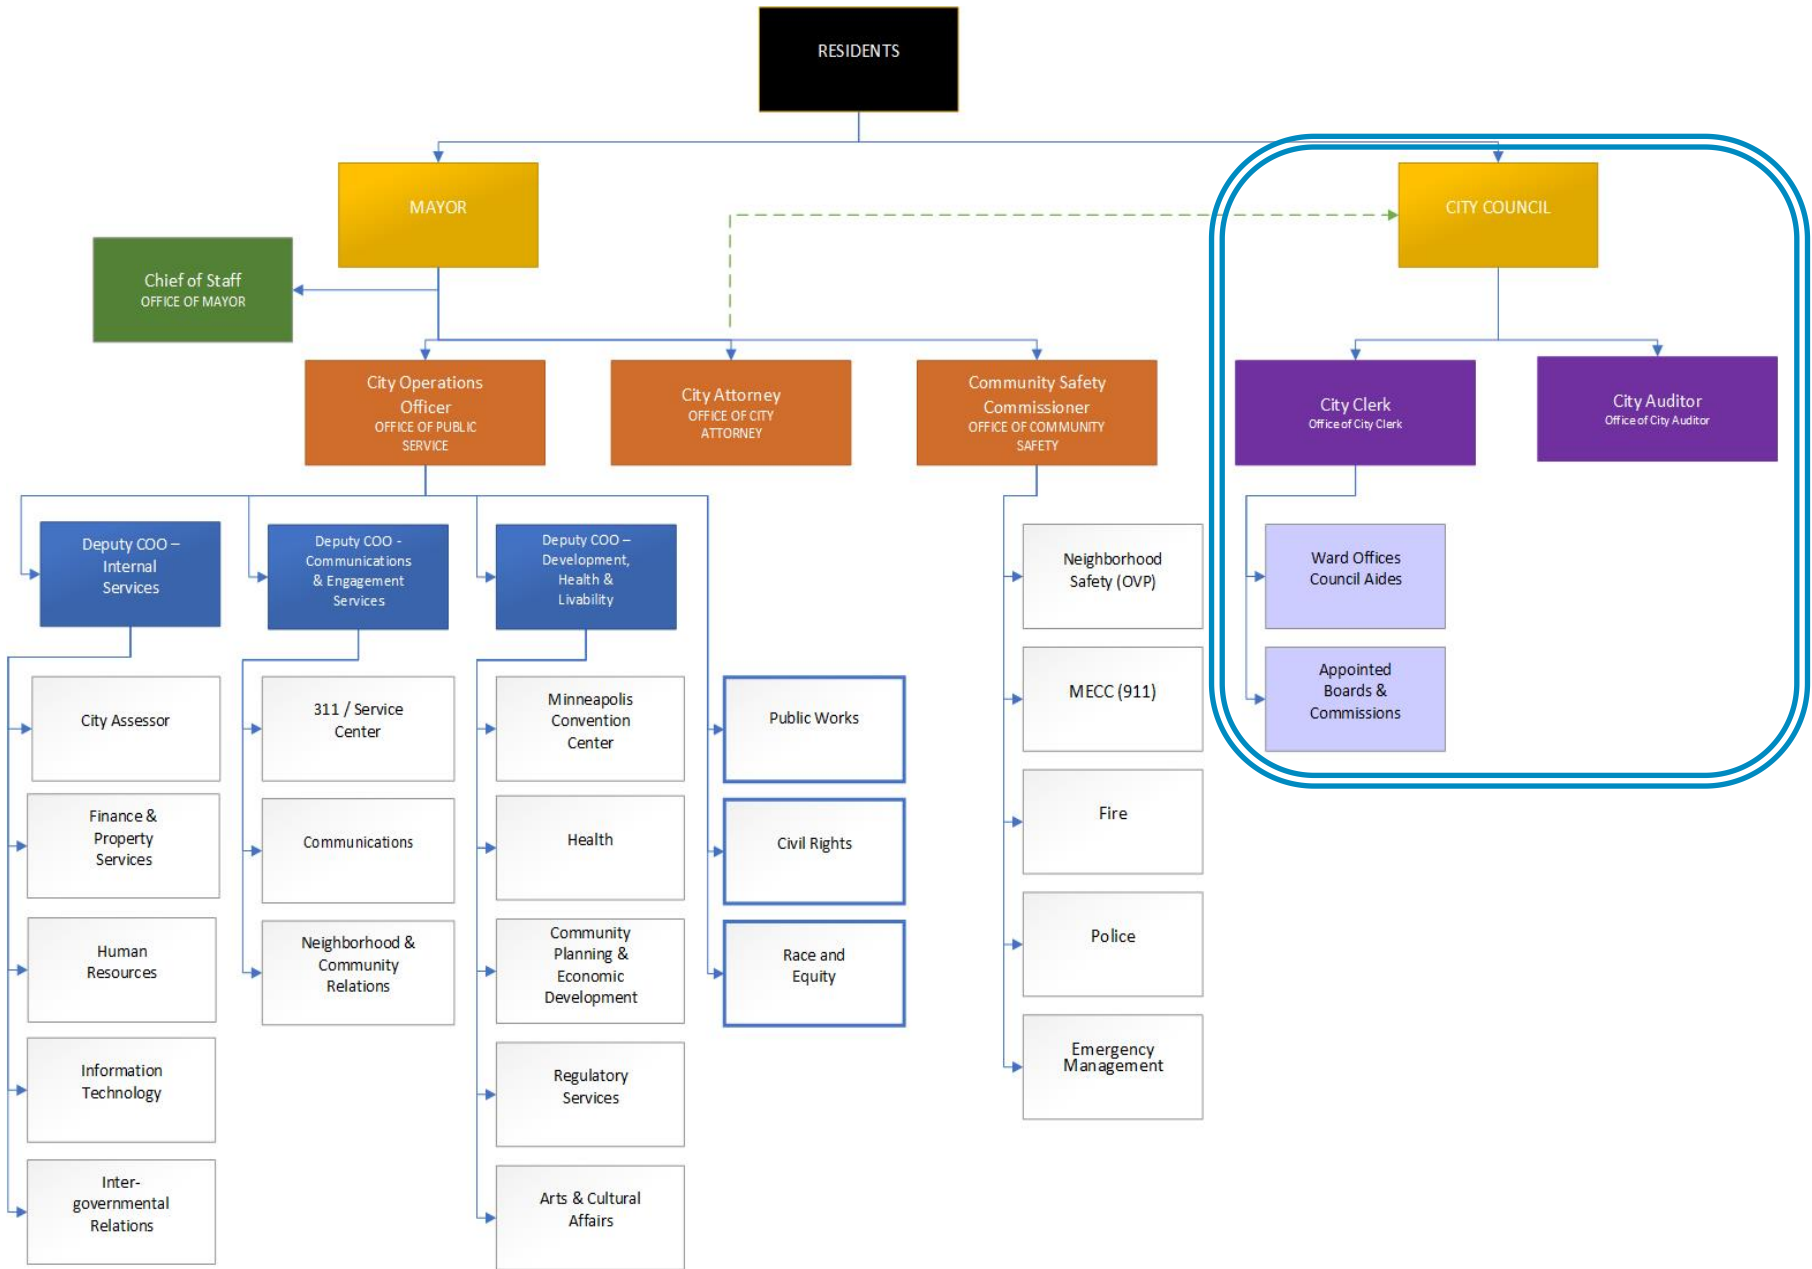 RESIDENTS
MAYOR
CITY COUNCIL
Chief of Staff
OFFICE OF MAYOR
City Operations
Officer
OFFICE OF PUBLIC
SERVICE
City Attorney
OFFICE OF CITY
ATTORNEY
Community Safety
Commissioner
OFFICE OF COMMUNITY
SAFETY
City Clerk
Office of City Clerk
City Auditor
Office of City Auditor
Deputy COO –
Internal
Services
Deputy COO -
Communications
& Engagement
Services
Deputy COO –
Development,
Health &
Livability
Neighborhood
Safety (OVP)
Ward Offices
Council Aides
City Assessor
311 / Service
Center
Minneapolis
Convention
Center
Public Works
MECC (911)
Appointed
Boards &
Commissions
Finance &
Property
Services
Communications
Health
Civil Rights
Fire
Human
Resources
Neighborhood &
Community
Relations
Community
Planning &
Economic
Development
Race and
Equity
Police
Information
Technology
Regulatory
Services
Emergency
Management
Inter-
governmental
Relations
Arts & Cultural
Affairs